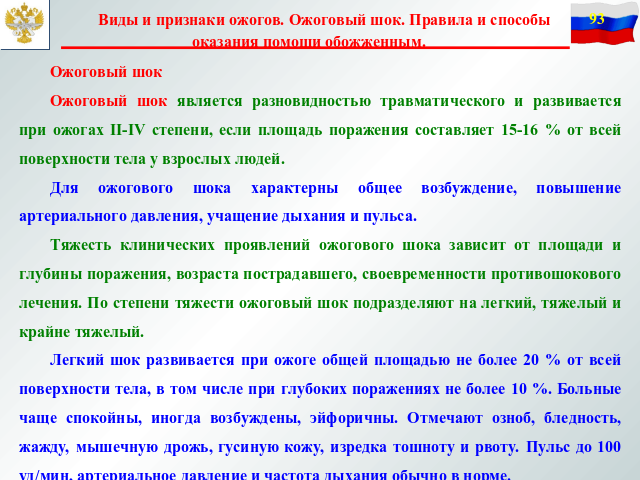 Виды и признаки ожогов. Ожоговый шок. Правила и способы
93
оказания помощи обожженным.
Ожоговый шок
Ожоговый шок является разновидностью травматического и развивается
при ожогах II-IV степени, если площадь поражения составляет 15-16 % от всей
поверхности тела у взрослых людей.
Для ожогового шока характерны общее возбуждение, повышение
артериального давления, учащение дыхания и пульса.
Тяжесть клинических проявлений ожогового шока зависит от площади и
глубины поражения, возраста пострадавшего, своевременности противошокового
лечения. По степени тяжести ожоговый шок подразделяют на легкий, тяжелый и
крайне тяжелый.
Легкий шок развивается при ожоге общей площадью не более 20 % от всей
поверхности тела, в том числе при глубоких поражениях не более 10 %. Больные
чаще спокойны, иногда возбуждены, эйфоричны. Отмечают озноб, бледность,
жажду, мышечную дрожь, гусиную кожу, изредка тошноту и рвоту. Пульс до 100
уд/мин, артериальное давление и частота дыхания обычно в норме.